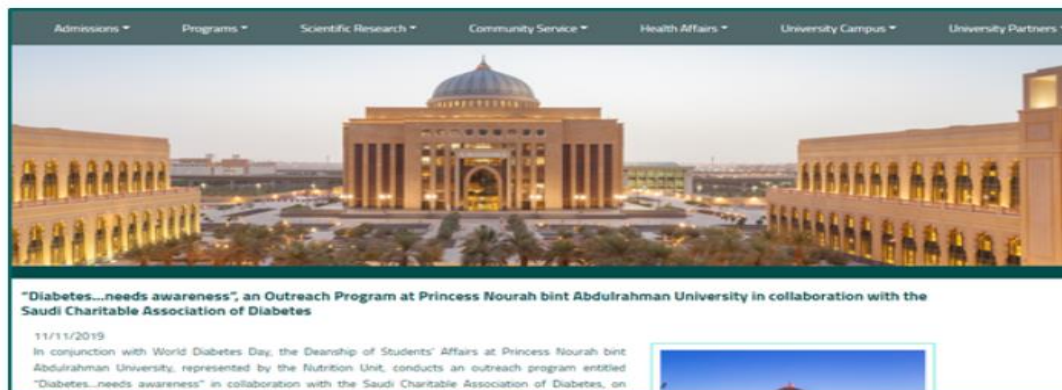 Admissions Programs Scientific Research Community Service Health Affairs University Campus University Partners
"Diabetes...needs awareness", an Outreach Program at Princess Nourah bint Abdulrahman University in collaboration with the
Saudi Charitable Association of Diabetes
11/11/2019
In conjunction with World Diabetes Day, the Deanship of Students' Affairs at Princess Nourah bint
Abdulrahman University, represented by the Nutrition Unit, conducts an outreach program entitled
"Diabetes...needs awareness" in collaboration with the Saudi Charitable Association of Diabetes, on